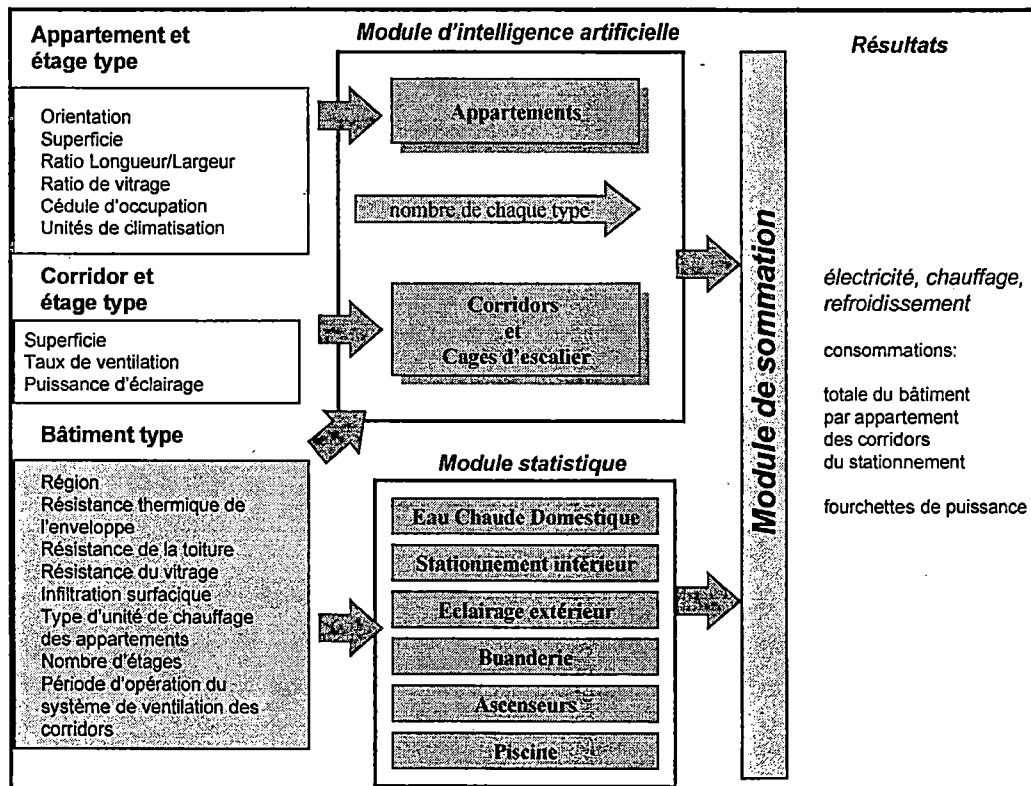 Appartement et
étage type
Orientation
Superficie
Ratio Longueur/Largeur
Ratio de vitrage
Cédule d'occupation
Unités de climatisation
Corridor et
étage type
Superficie
Taux de ventilation
Puissance d'éclairage
Bâtiment type
Région
Résistance thermique de
l'enveloppe
Résistance de la toiture
Résistance du vitrage
Infiltration surfacique
Type d'unité de chauffage
des appartements
Nombre d'étages
Période d'opération du
système de ventilation des
corridors
Module d'intelligence artificielle
Appartements
nombre de chaque type
Corridors
et
Cages d'escalier
Module statistique
Eau Chaude Domestique
Stationnement intérieur
Eclairage extérieur
Buanderie
Ascenseurs
Piscine
Module de sommation
Résultats
électricité, chauffage,
refroidissement
consommations:
totale du bâtiment
par appartement
des corridors
du stationnement
fourchettes de puissance